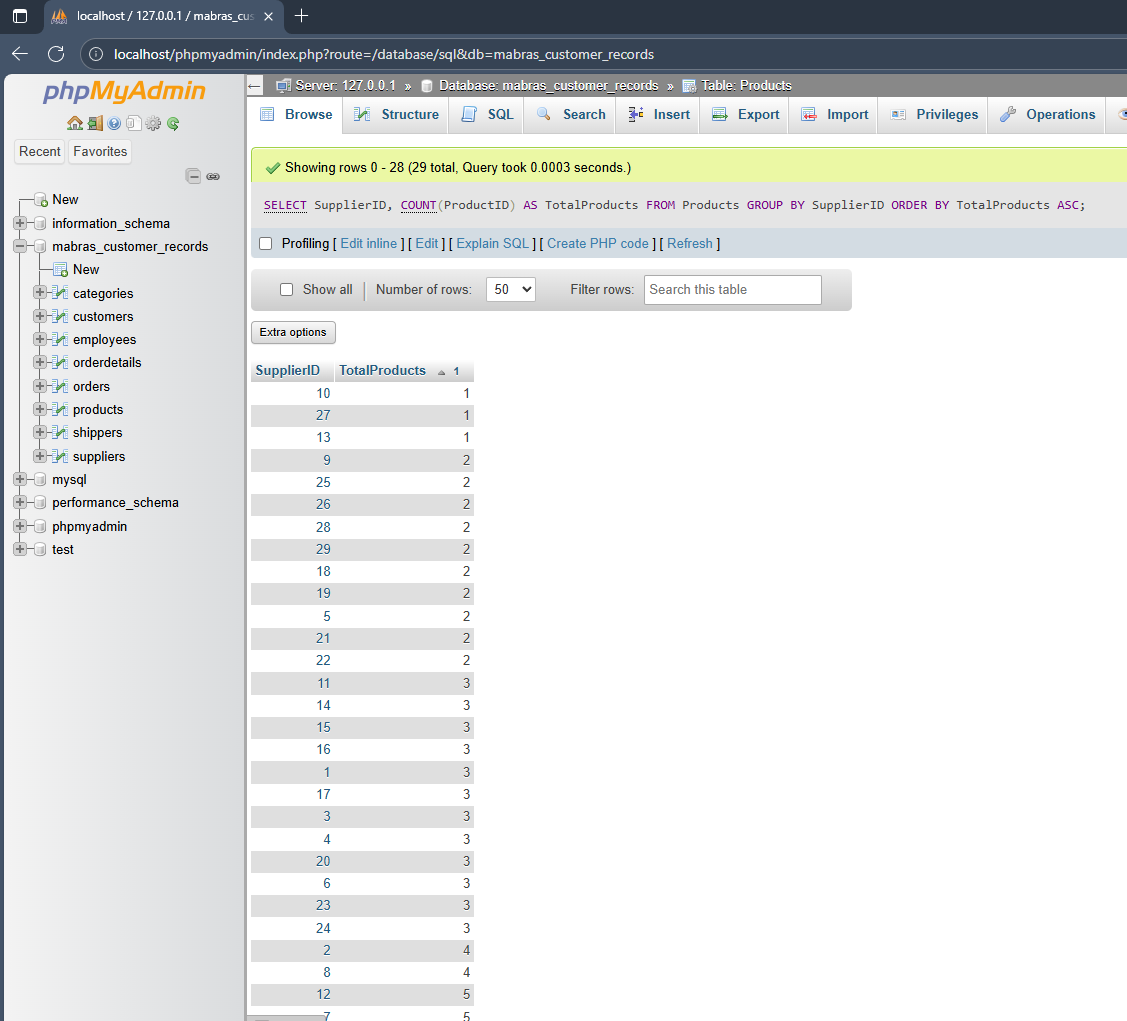 localhost / 127.0.0.1 / mabras_cus
localhost/phpmyadmin/index.php?route=/database/sql&db=mabras_customer_records
phpMyAdmin
Recent Favorites
New
information_schema
mabras_customer_records
New
categories
customers
employees
orderdetails
orders
products
shippers
suppliers
mysql
performance_schema
phpmyadmin
test
Server: 127.0.0.1 » Database: mabras_customer_records » Table: Products
Browse Structure SQL Search Insert Export Import Privileges Operations
Showing rows 0 - 28 (29 total, Query took 0.0003 seconds.)
SELECT SupplierID, COUNT(ProductID) AS TotalProducts FROM Products GROUP BY SupplierID ORDER BY TotalProducts ASC;
Profiling [ Edit inline ] [ Edit ] [ Explain SQL ] [ Create PHP code ] [ Refresh ]
Show all Number of rows: 50 Filter rows: Search this table
Extra options
SupplierID TotalProducts 1
10 1
27 1
13 1
9 2
25 2
26 2
28 2
29 2
18 2
19 2
5 2
21 2
22 2
11 3
14 3
15 3
16 3
1 3
17 3
3 3
4 3
20 3
6 3
23 3
24 3
2 4
8 4
12 5
7 5